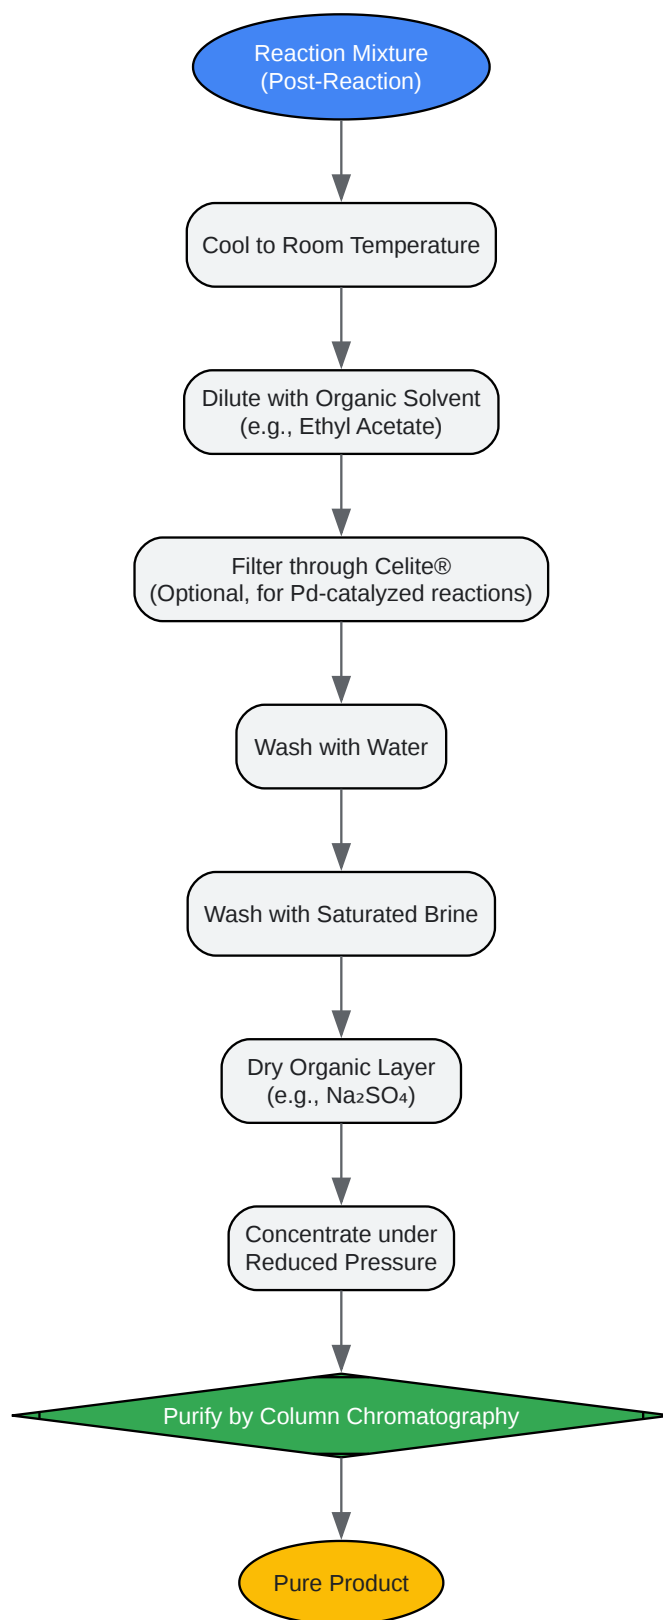 Reaction Mixture
(Post-Reaction)
Cool to Room Temperature
Dilute with Organic Solvent
(e.g., Ethyl Acetate)
Filter through Celite®
(Optional, for Pd-catalyzed reactions)
Wash with Water
Wash with Saturated Brine
Dry Organic Layer
(e.g., Na₂SO₄)
Concentrate under
Reduced Pressure
Purify by Column Chromatography
Pure Product